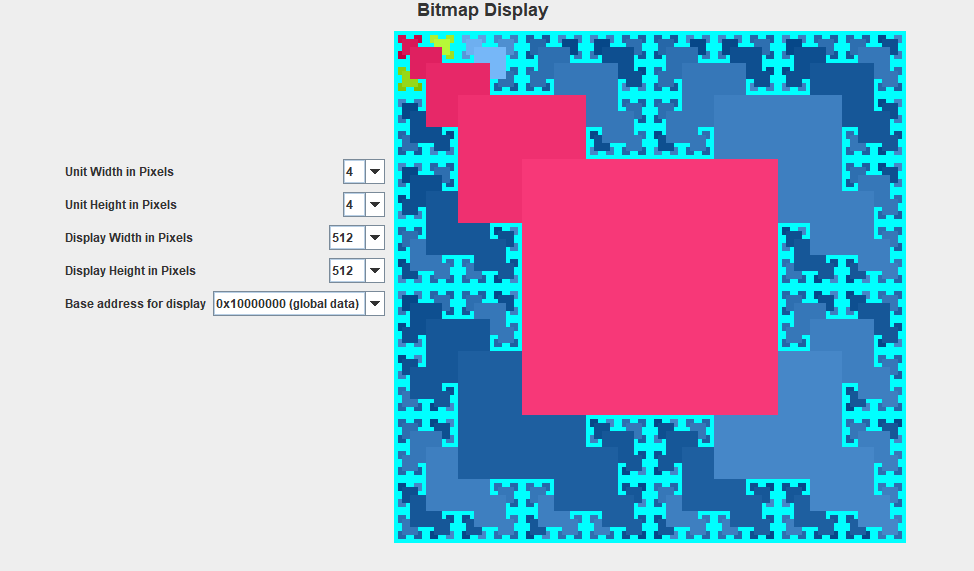 Bitmap Display
Unit Width in Pixels 4
Unit Height in Pixels 4
Display Width in Pixels 512
Display Height in Pixels 512
Base address for display 0x10000000 (global data)